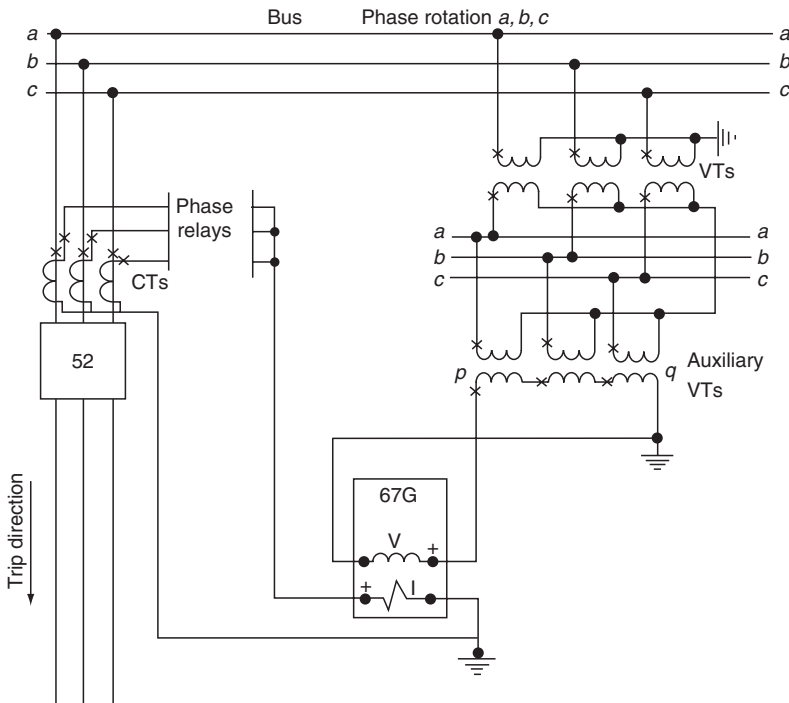 Bus Phase rotation a, b, c
a a
b b
c c
VTs
Phase
relays
a a
b b
c c
CTs
52
p q Auxiliary
VTs
67G
V
+
+ I
Trip direction